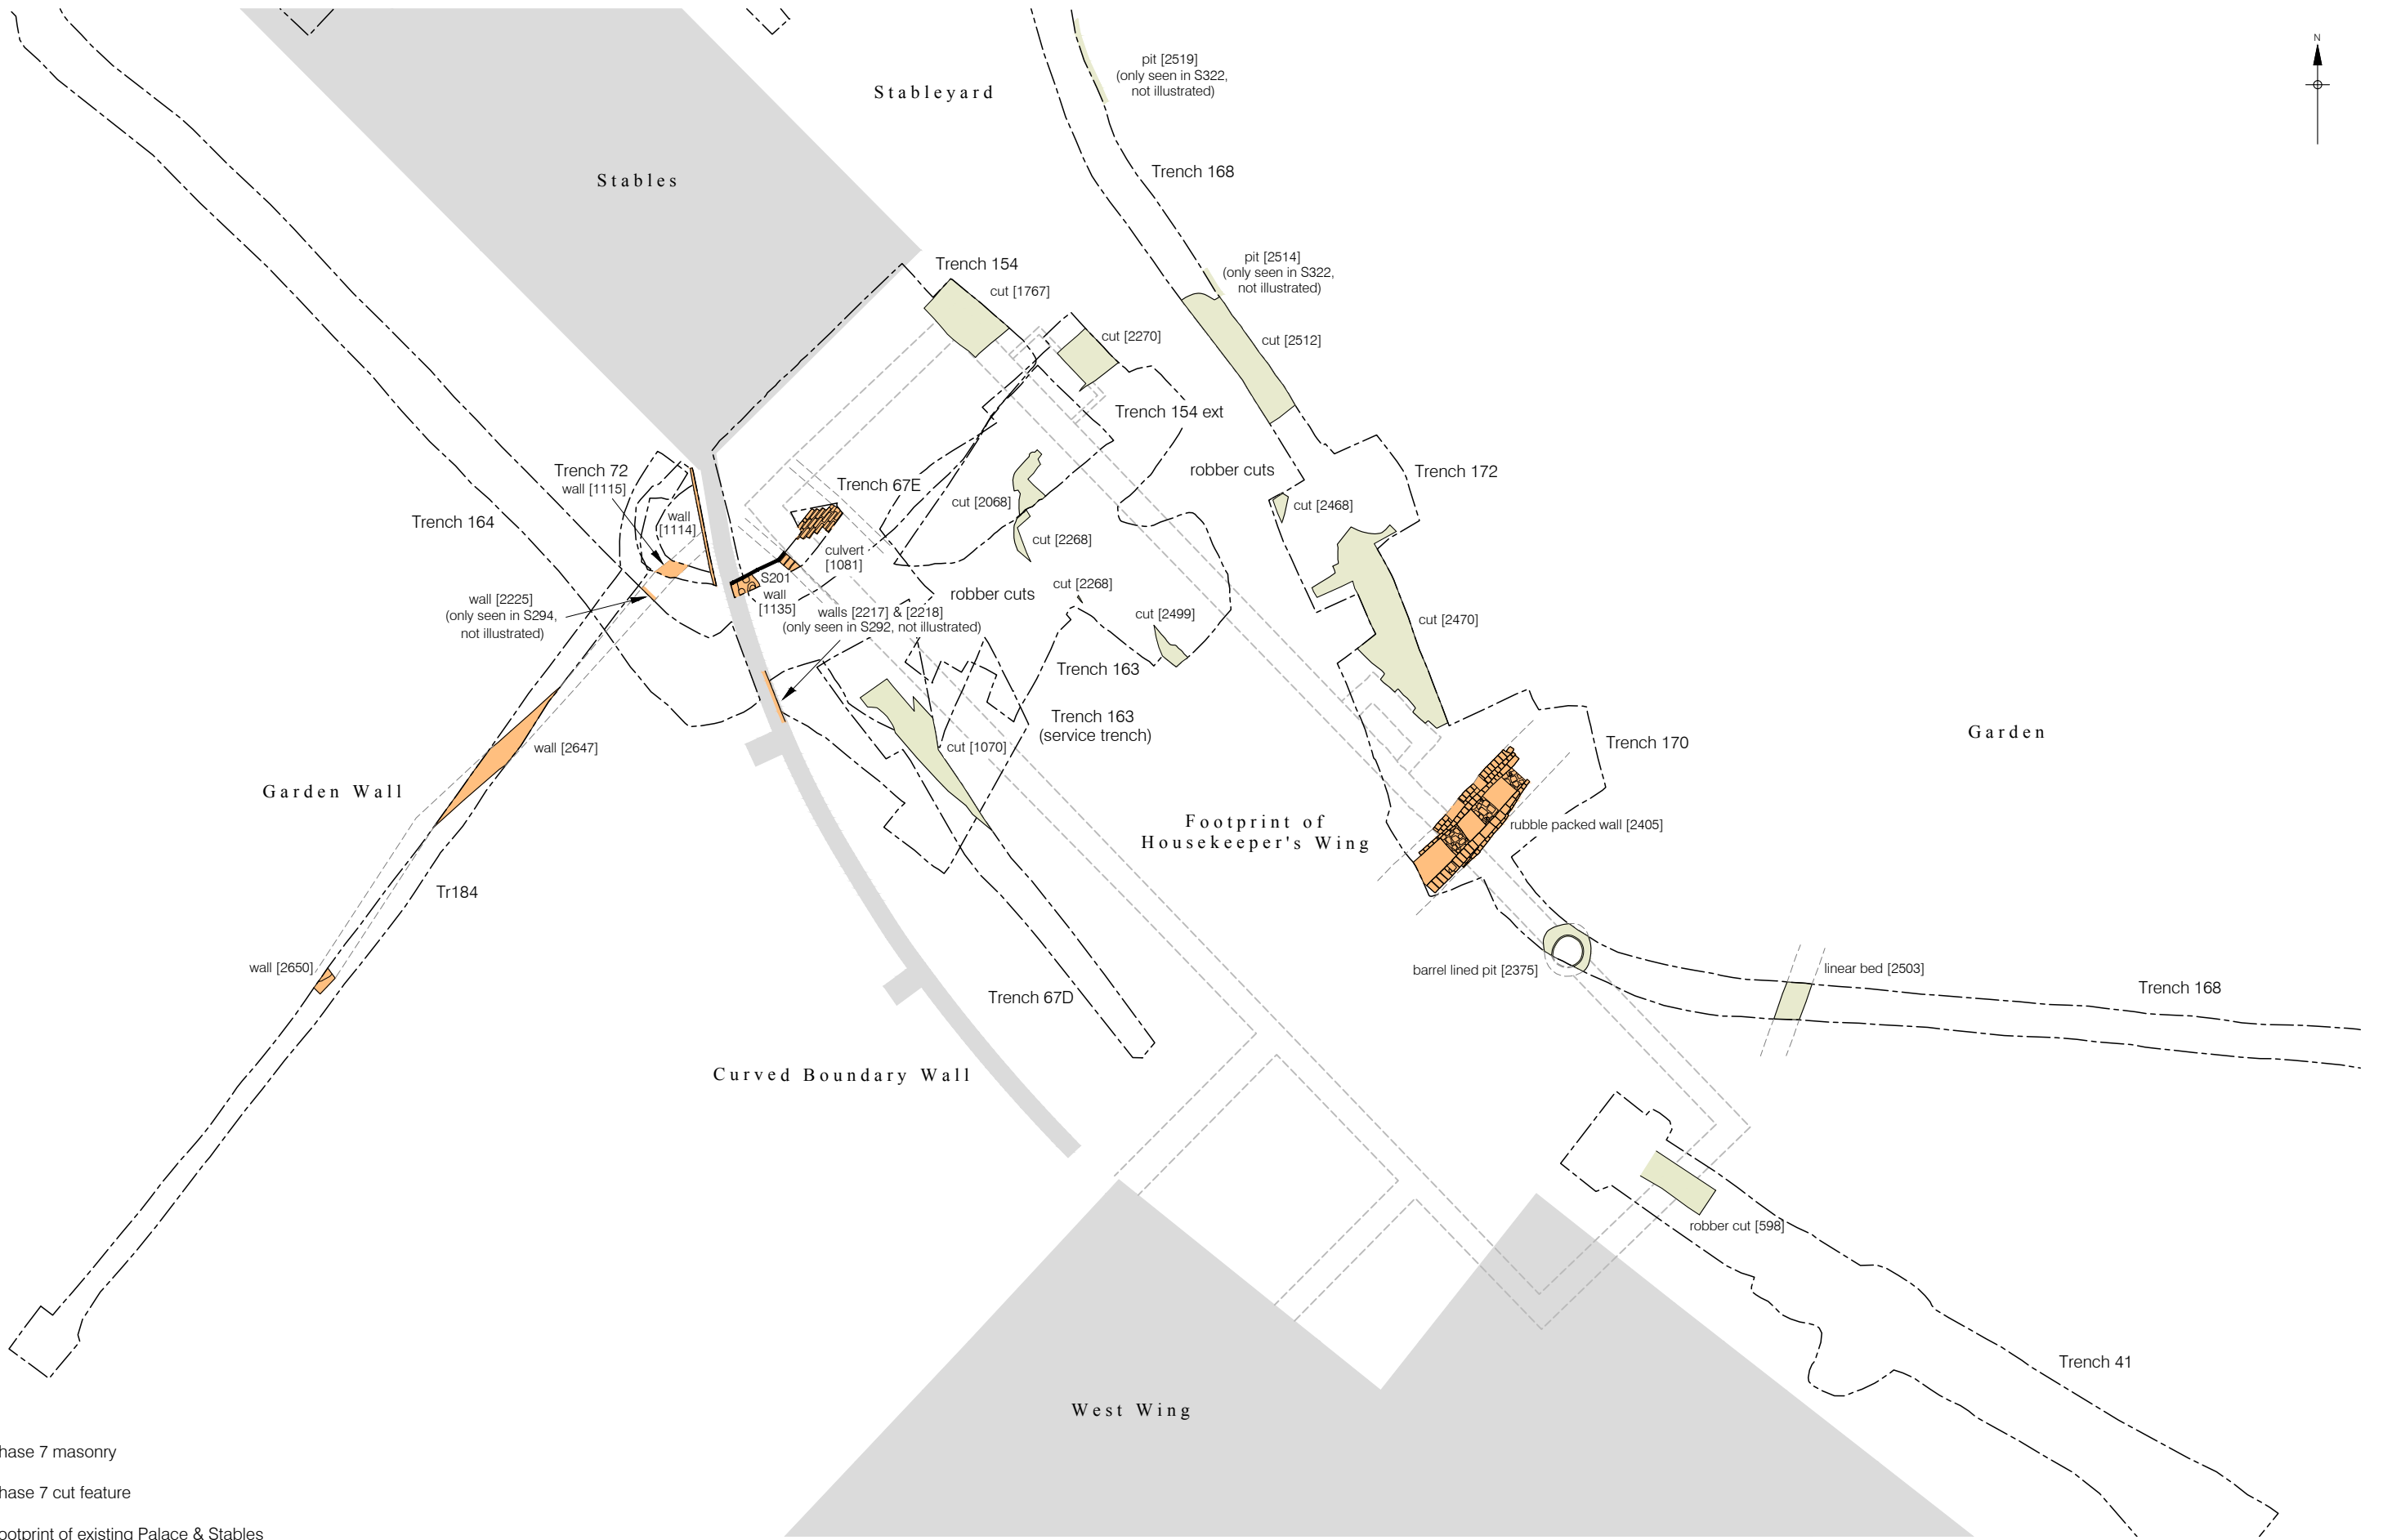 N
pit [2519]
(only seen in S322,
not illustrated)
Stableyard
Trench 168
Stables
pit [2514]
(only seen in S322,
not illustrated)
Trench 154
cut [1767]
cut [2270]
cut [2512]
Trench 154 ext
robber cuts
Trench 172
Trench 72
wall [1115]
Trench 67E
cut [2068]
cut [2468]
Trench 164
wall
[1114]
cut [2268]
culvert
[1081]
S201
wall
[1135]
cut [2268]
robber cuts
wall [2225]
(only seen in S294,
not illustrated)
walls [2217] & [2218]
(only seen in S292, not illustrated)
cut [2499]
cut [2470]
Trench 163
Trench 163
(service trench)
cut [1070]
wall [2647]
Trench 170
Garden
Garden Wall
Footprint of
Housekeeper's Wing
rubble packed wall [2405]
Tr184
wall [2650]
barrel lined pit [2375]
linear bed [2503]
Trench 67D
Trench 168
Curved Boundary Wall
robber cut [598]
Trench 41
West Wing
hase 7 masonry
hase 7 cut feature
ootprint of existing Palace & Stables